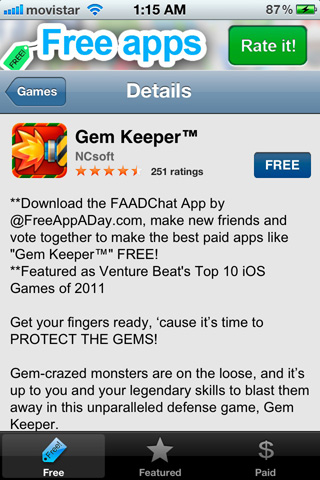 movistar 1:15 AM 87%
FREE! Free apps Rate it!
Games Details
Gem Keeper™
NCsoft
251 ratings FREE
**Download the FAADChat App by
@FreeAppADay.com, make new friends and
vote together to make the best paid apps like
"Gem Keeper™" FREE!
**Featured as Venture Beat's Top 10 iOS
Games of 2011
Get your fingers ready, ‘cause it’s time to
PROTECT THE GEMS!
Gem-crazed monsters are on the loose, and it’s
up to you and your legendary skills to blast them
away in this unparalleled defense game, Gem
Keeper.
Free! $
Free Featured Paid